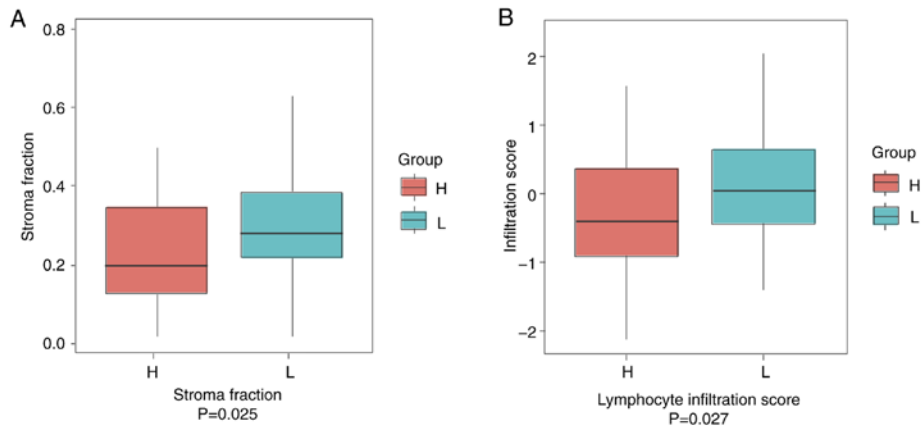 A
0.8
0.6
0.4
0.2
0.0
Stroma fraction
H
L
Stroma fraction
P=0.025
Group
H
L
B
2
1
0
−1
−2
Infiltration score
H
L
Lymphocyte infiltration score
P=0.027
Group
H
L